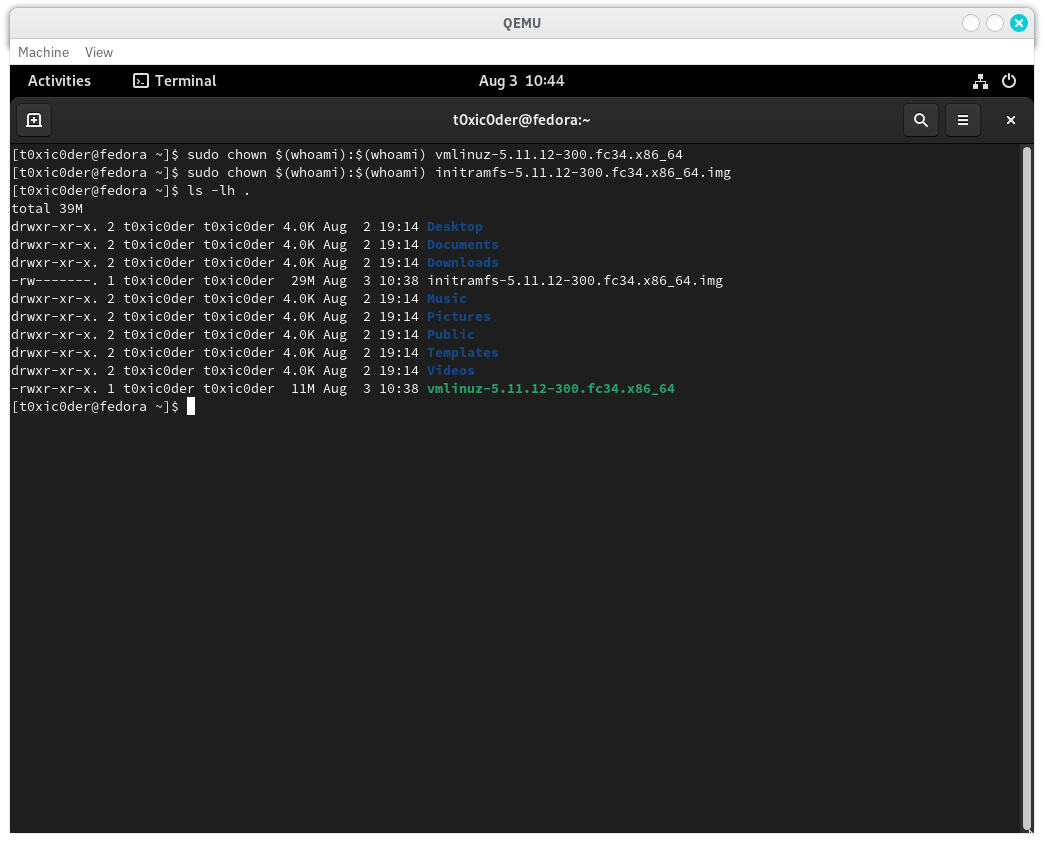 QEMU
Machine View
Activities Terminal Aug 3 10:44
t0xic0der@fedora:~
[t0xic0der@fedora ~]$ sudo chown $(whoami):$(whoami) vmlinuz-5.11.12-300.fc34.x86_64
[t0xic0der@fedora ~]$ sudo chown $(whoami):$(whoami) initramfs-5.11.12-300.fc34.x86_64.img
[t0xic0der@fedora ~]$ ls -lh .
total 39M
drwxr-xr-x. 2 t0xic0der t0xic0der 4.0K Aug  2 19:14 Desktop
drwxr-xr-x. 2 t0xic0der t0xic0der 4.0K Aug  2 19:14 Documents
drwxr-xr-x. 2 t0xic0der t0xic0der 4.0K Aug  2 19:14 Downloads
-rw-------. 1 t0xic0der t0xic0der  29M Aug  3 10:38 initramfs-5.11.12-300.fc34.x86_64.img
drwxr-xr-x. 2 t0xic0der t0xic0der 4.0K Aug  2 19:14 Music
drwxr-xr-x. 2 t0xic0der t0xic0der 4.0K Aug  2 19:14 Pictures
drwxr-xr-x. 2 t0xic0der t0xic0der 4.0K Aug  2 19:14 Public
drwxr-xr-x. 2 t0xic0der t0xic0der 4.0K Aug  2 19:14 Templates
drwxr-xr-x. 2 t0xic0der t0xic0der 4.0K Aug  2 19:14 Videos
-rwxr-xr-x. 1 t0xic0der t0xic0der  11M Aug  3 10:38 vmlinuz-5.11.12-300.fc34.x86_64
[t0xic0der@fedora ~]$